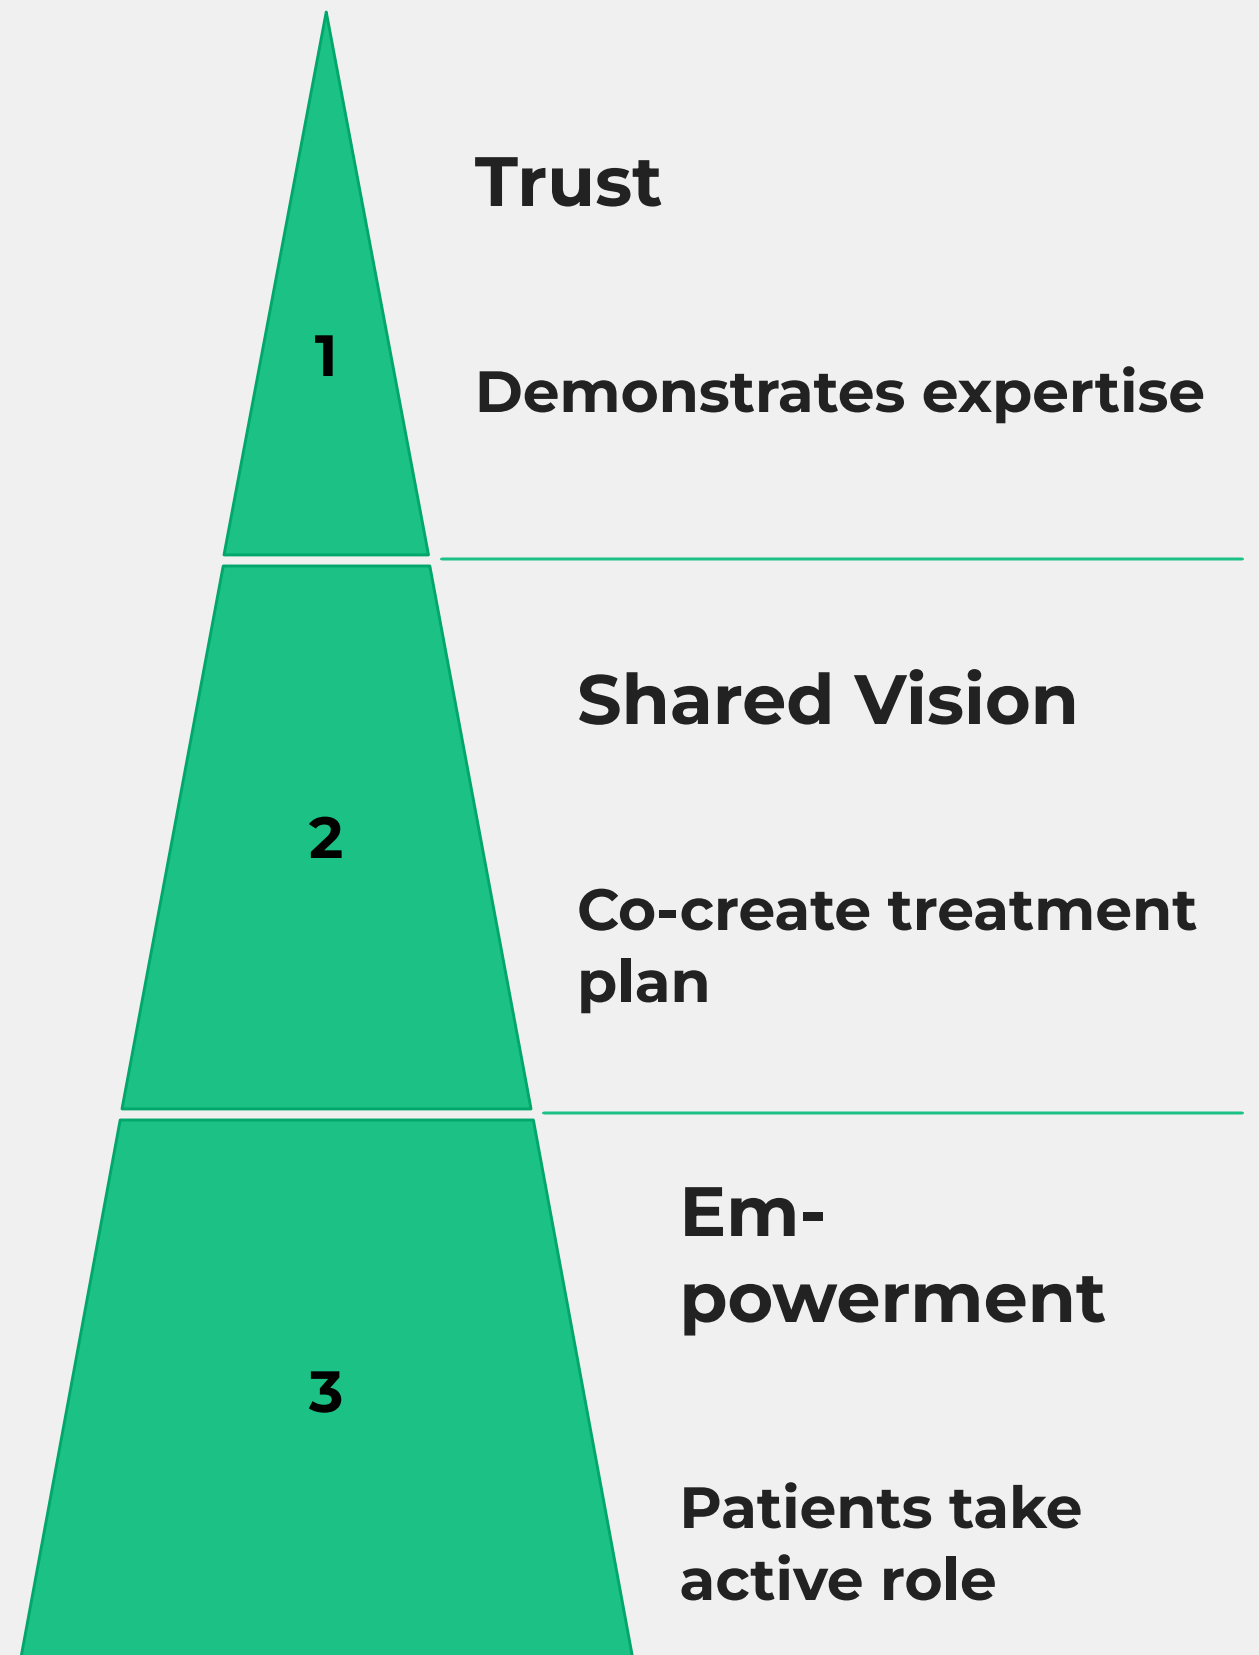 Trust
1
Demonstrates expertise
Shared Vision
2
Co-create treatment
plan
Em-
powerment
3
Patients take
active role